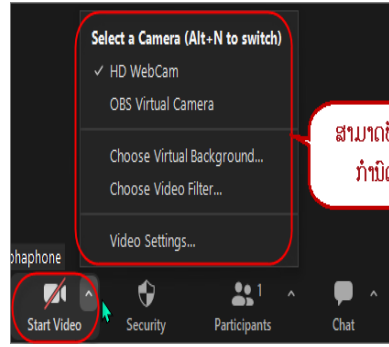 Select a Camera (Alt+N to switch)
✓ HD WebCam
OBS Virtual Camera
Choose Virtual Background...
Choose Video Filter...
Video Settings...
Start Video
Security
1
Participants
Chat